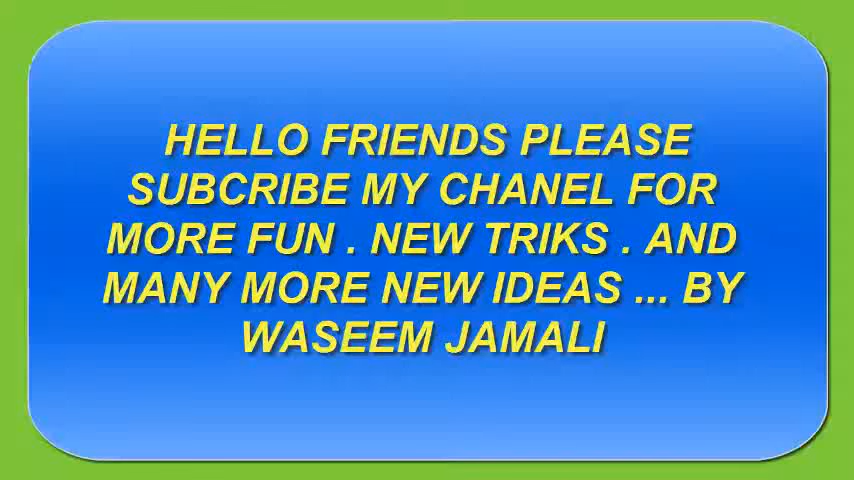 HELLO FRIENDS PLEASE
SUBCRIBE MY CHANEL FOR
MORE FUN . NEW TRIKS . AND
MANY MORE NEW IDEAS ... BY
WASEEM JAMALI